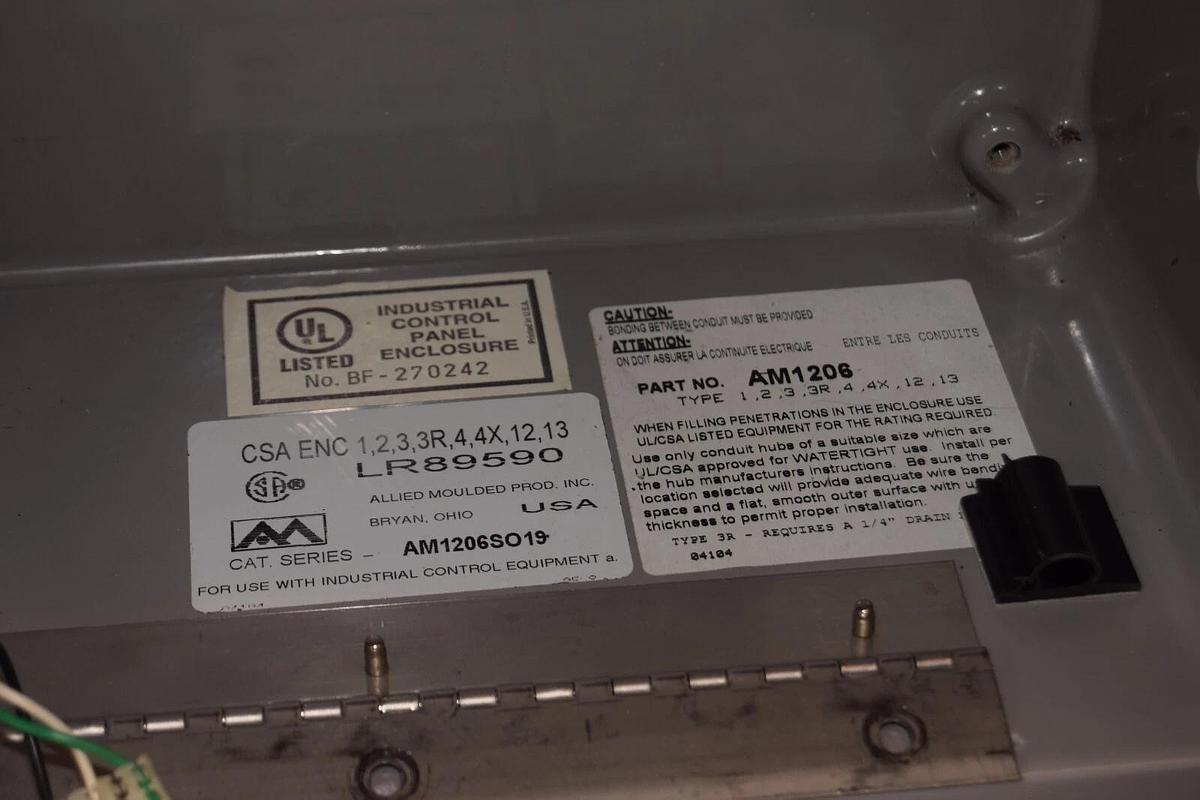 UL
LISTED
INDUSTRIAL
CONTROL
PANEL
ENCLOSURE
No. BF - 270242
Printed in U.S.A.
CSA ENC 1,2,3,3R,4,4X,12,13
LR89590
SA®
ALLIED MOULDED PROD. INC.
BRYAN, OHIO USA
CAT. SERIES - AM1206SO19
FOR USE WITH INDUSTRIAL CONTROL EQUIPMENT a.
CAUTION-
BONDING BETWEEN CONDUIT MUST BE PROVIDED
ATTENTION-
ON DOIT ASSURER LA CONTINUITE ELECTRIQUE ENTRE LES CONDUITS
PART NO. AM1206
TYPE 1,2,3,3R,4,4X,12,13
WHEN FILLING PENETRATIONS IN THE ENCLOSURE USE
UL/CSA LISTED EQUIPMENT FOR THE RATING REQUIRED.
Use only conduit hubs of a suitable size which are
UL/CSA approved for WATERTIGHT use. Install per
the hub manufacturers instructions. Be sure the
location selected will provide adequate wire bendi
space and a flat, smooth outer surface with
thickness to permit proper installation.
TYPE 3R - REQUIRES A 1/4" DRAIN
04104